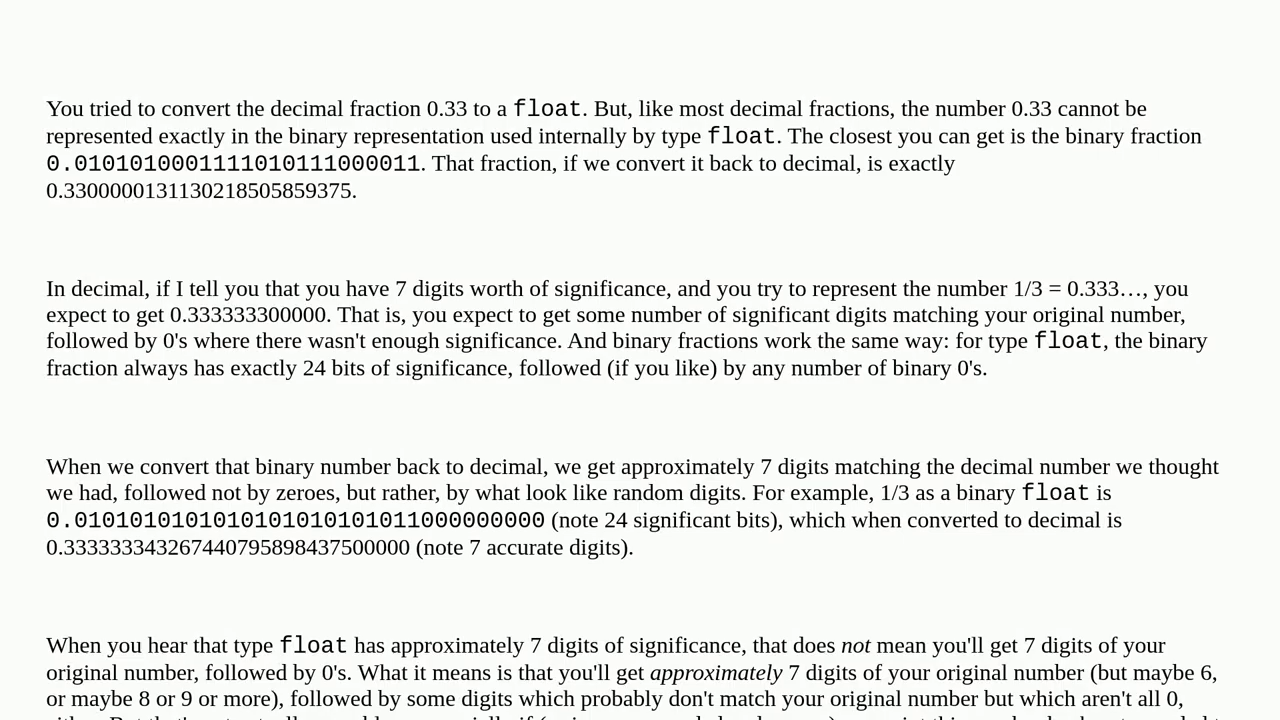 You tried to convert the decimal fraction 0.33 to a float. But, like most decimal fractions, the number 0.33 cannot be
represented exactly in the binary representation used internally by type float. The closest you can get is the binary fraction
0.0101010001111010111000011. That fraction, if we convert it back to decimal, is exactly
0.3300000131130218505859375.
In decimal, if I tell you that you have 7 digits worth of significance, and you try to represent the number 1/3 = 0.333…, you
expect to get 0.333333300000. That is, you expect to get some number of significant digits matching your original number,
followed by 0's where there wasn't enough significance. And binary fractions work the same way: for type float, the binary
fraction always has exactly 24 bits of significance, followed (if you like) by any number of binary 0's.
When we convert that binary number back to decimal, we get approximately 7 digits matching the decimal number we thought
we had, followed not by zeroes, but rather, by what look like random digits. For example, 1/3 as a binary float is
0.0101010101010101010101011000000000 (note 24 significant bits), which when converted to decimal is
0.333333343267440795898437500000 (note 7 accurate digits).
When you hear that type float has approximately 7 digits of significance, that does not mean you'll get 7 digits of your
original number, followed by 0's. What it means is that you'll get approximately 7 digits of your original number (but maybe 6,
or maybe 8 or 9 or more), followed by some digits which probably don't match your original number but which aren't all 0,